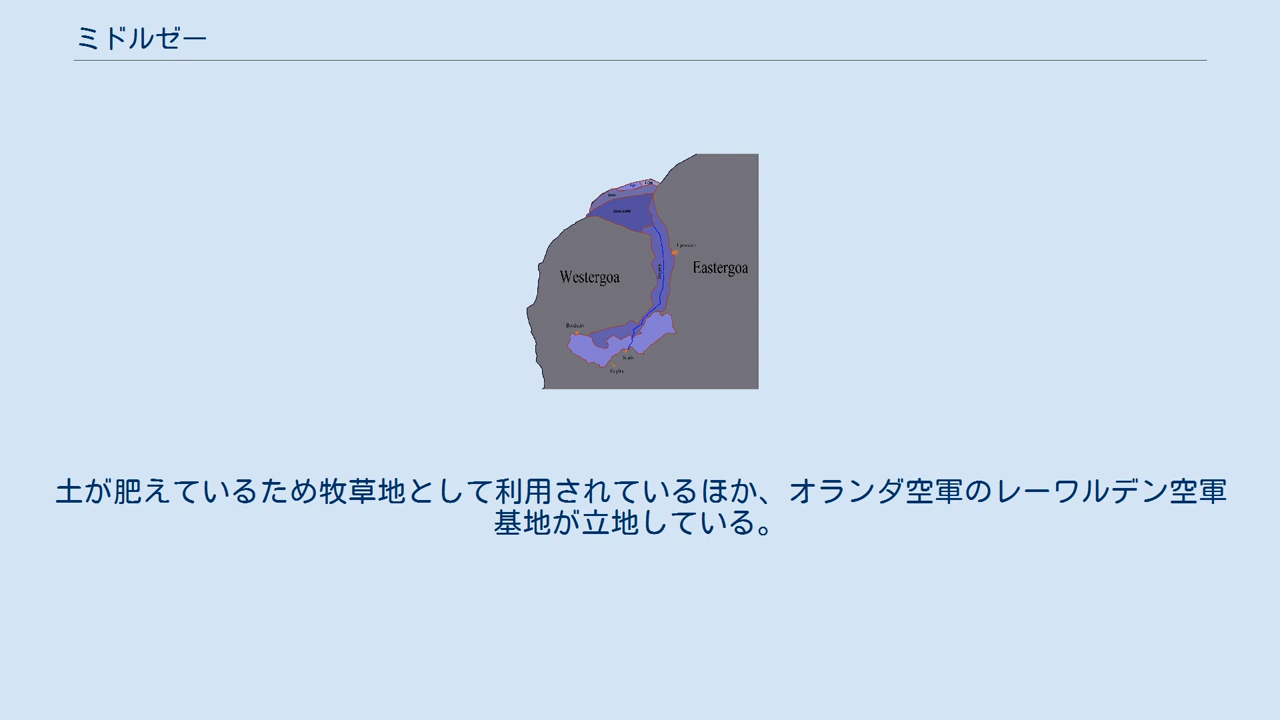 ミドルゼー
Westergoa
Eastergoa
土が肥えているため牧草地として利用されているほか、オランダ空軍のレーワルデン空軍
基地が立地している。